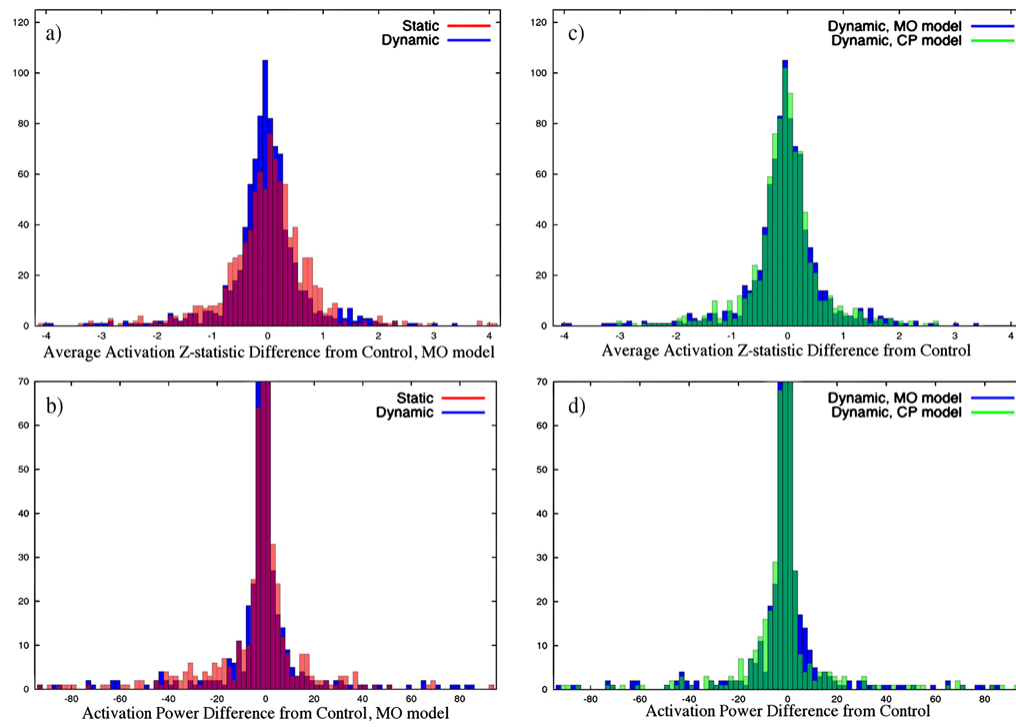 a)
Static
Dynamic
120
100
80
60
40
20
0
-4 -3 -2 -1 0 1 2 3 4
Average Activation Z-statistic Difference from Control, MO model
c)
Dynamic, MO model
Dynamic, CP model
120
100
80
60
40
20
0
-4 -3 -2 -1 0 1 2 3 4
Average Activation Z-statistic Difference from Control
b)
Static
Dynamic
70
60
50
40
30
20
10
0
-80 -60 -40 -20 0 20 40 60 80
Activation Power Difference from Control, MO model
d)
Dynamic, MO model
Dynamic, CP model
70
60
50
40
30
20
10
0
-80 -60 -40 -20 0 20 40 60 80
Activation Power Difference from Control